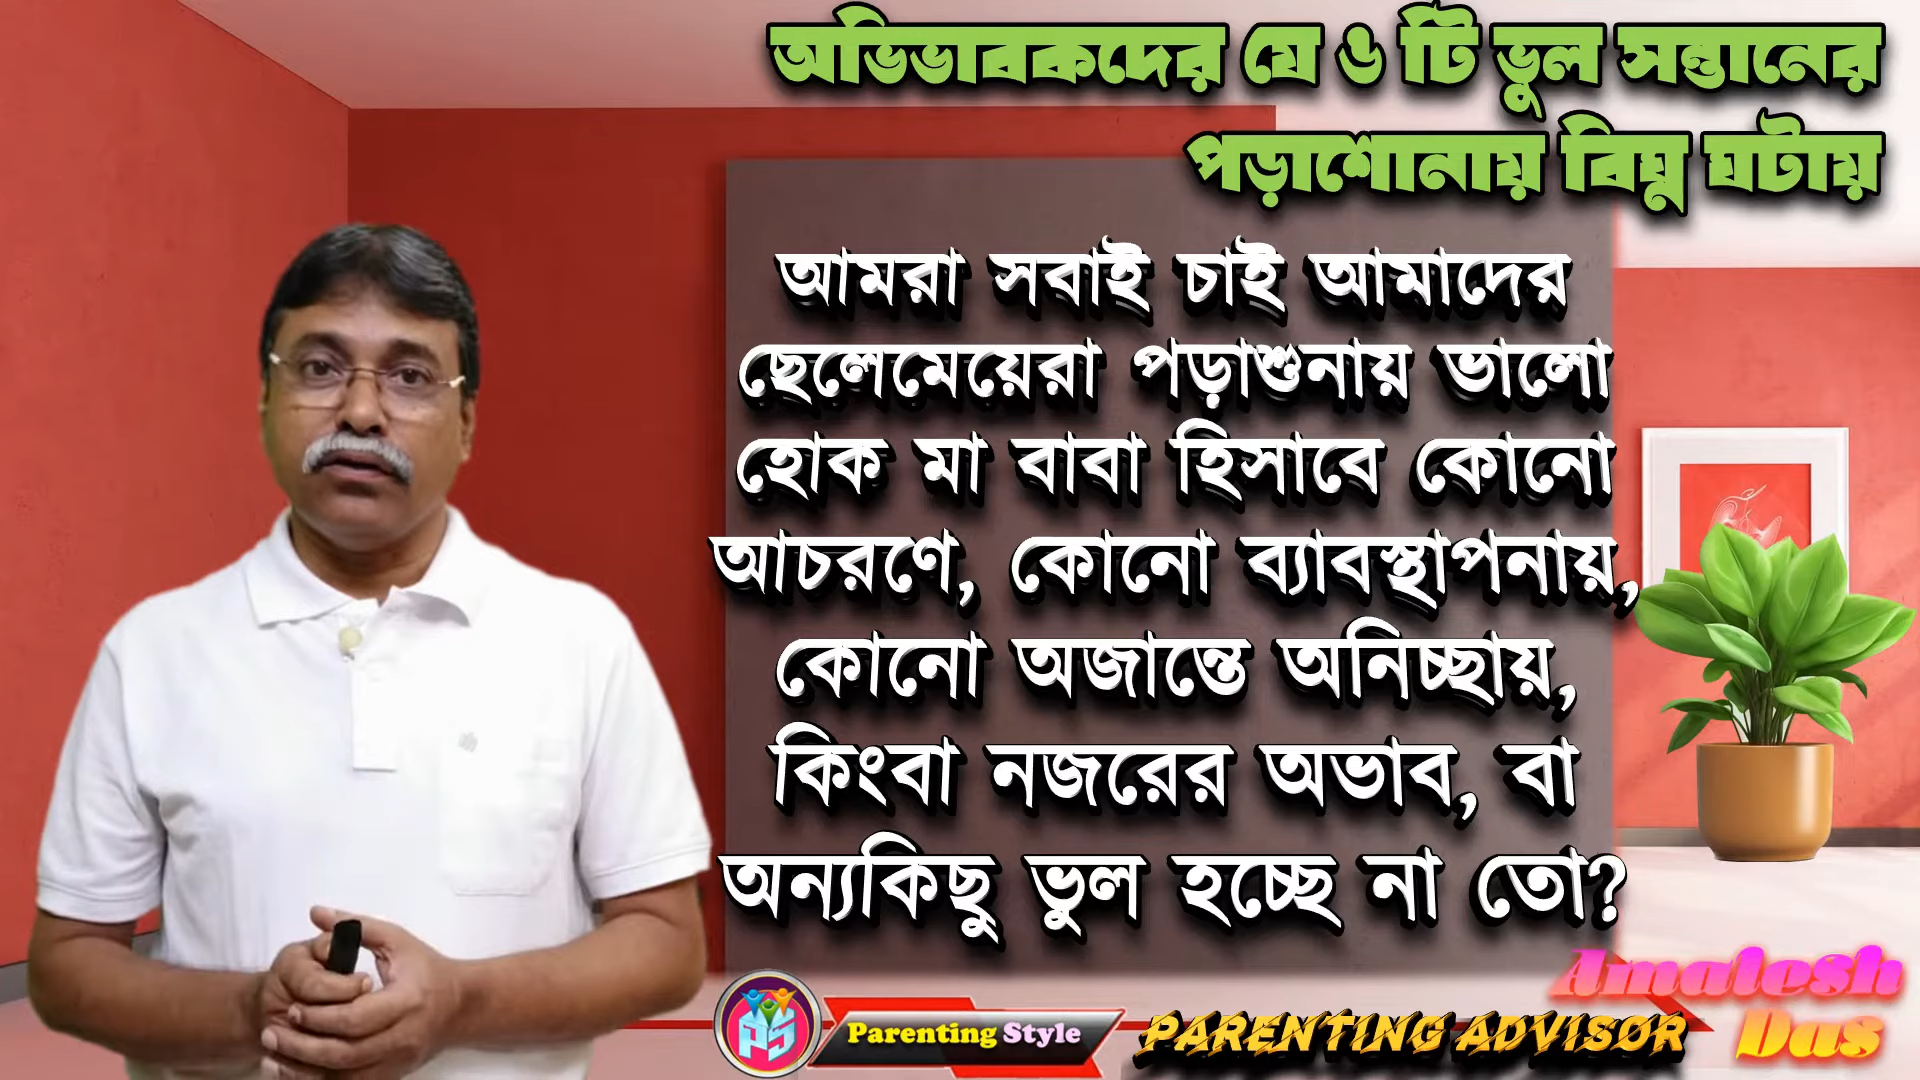 অভিভাবকদের যে ৬ টি ভুল সন্তানের
পড়াশোনায় বিঘ্ন ঘটায়
আমরা সবাই চাই আমাদের
ছেলেমেয়েরা পড়াশুনায় ভালো
হোক মা বাবা হিসাবে কোনো
আচরণে, কোনো ব্যাবস্থাপনায়,
কোনো অজান্তে অনিচ্ছায়,
কিংবা নজরের অভাব, বা
অন্যকিছু ভুল হচ্ছে না তো?
Amalesh
Das
PS
Parenting Style
PARENTING ADVISOR